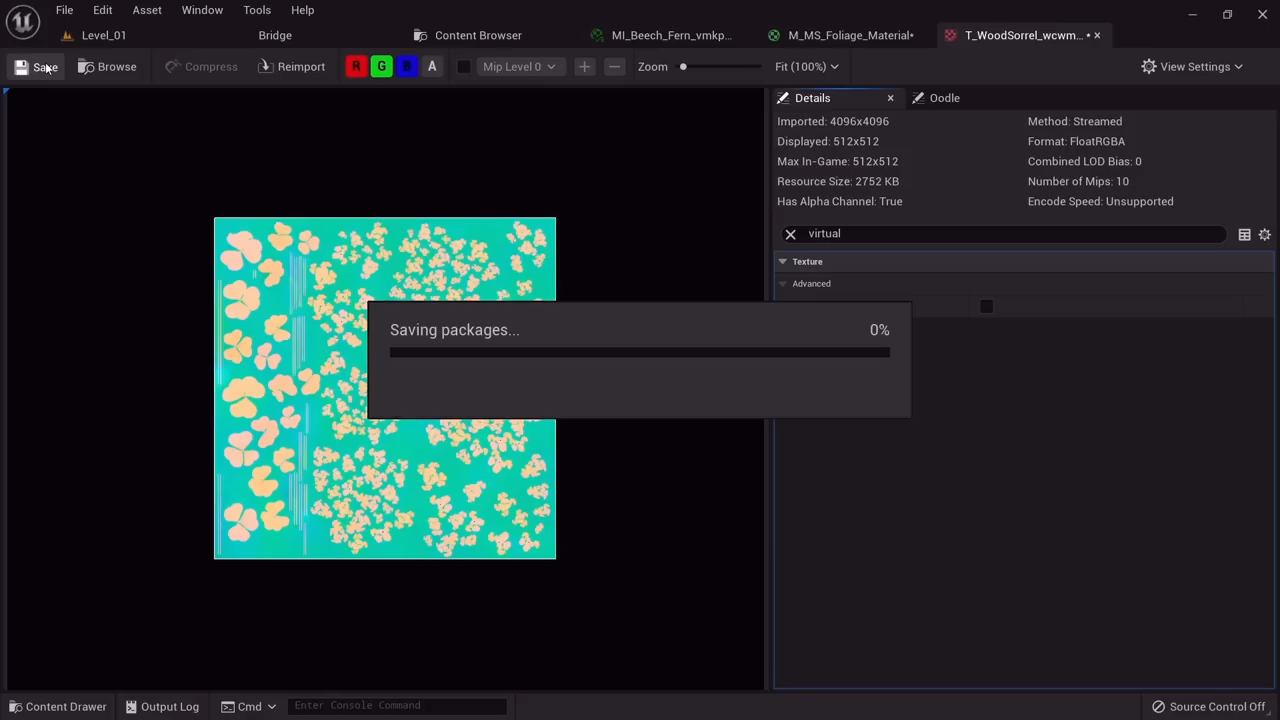 File Edit Asset Window Tools Help
Level_01 Bridge Content Browser MI_Beech_Fern_vmkp... M_MS_Foliage_Material* T_WoodSorrel_wcwm... *
Save Browse Compress Reimport R G B A Mip Level 0 Zoom Fit (100%) View Settings
Details Oodle
Imported: 4096x4096 Method: Streamed
Displayed: 512x512 Format: FloatRGBA
Max In-Game: 512x512 Combined LOD Bias: 0
Resource Size: 2752 KB Number of Mips: 10
Has Alpha Channel: True Encode Speed: Unsupported
virtual
Texture
Advanced
Saving packages... 0%
Content Drawer Output Log Cmd Enter Console Command Source Control Off